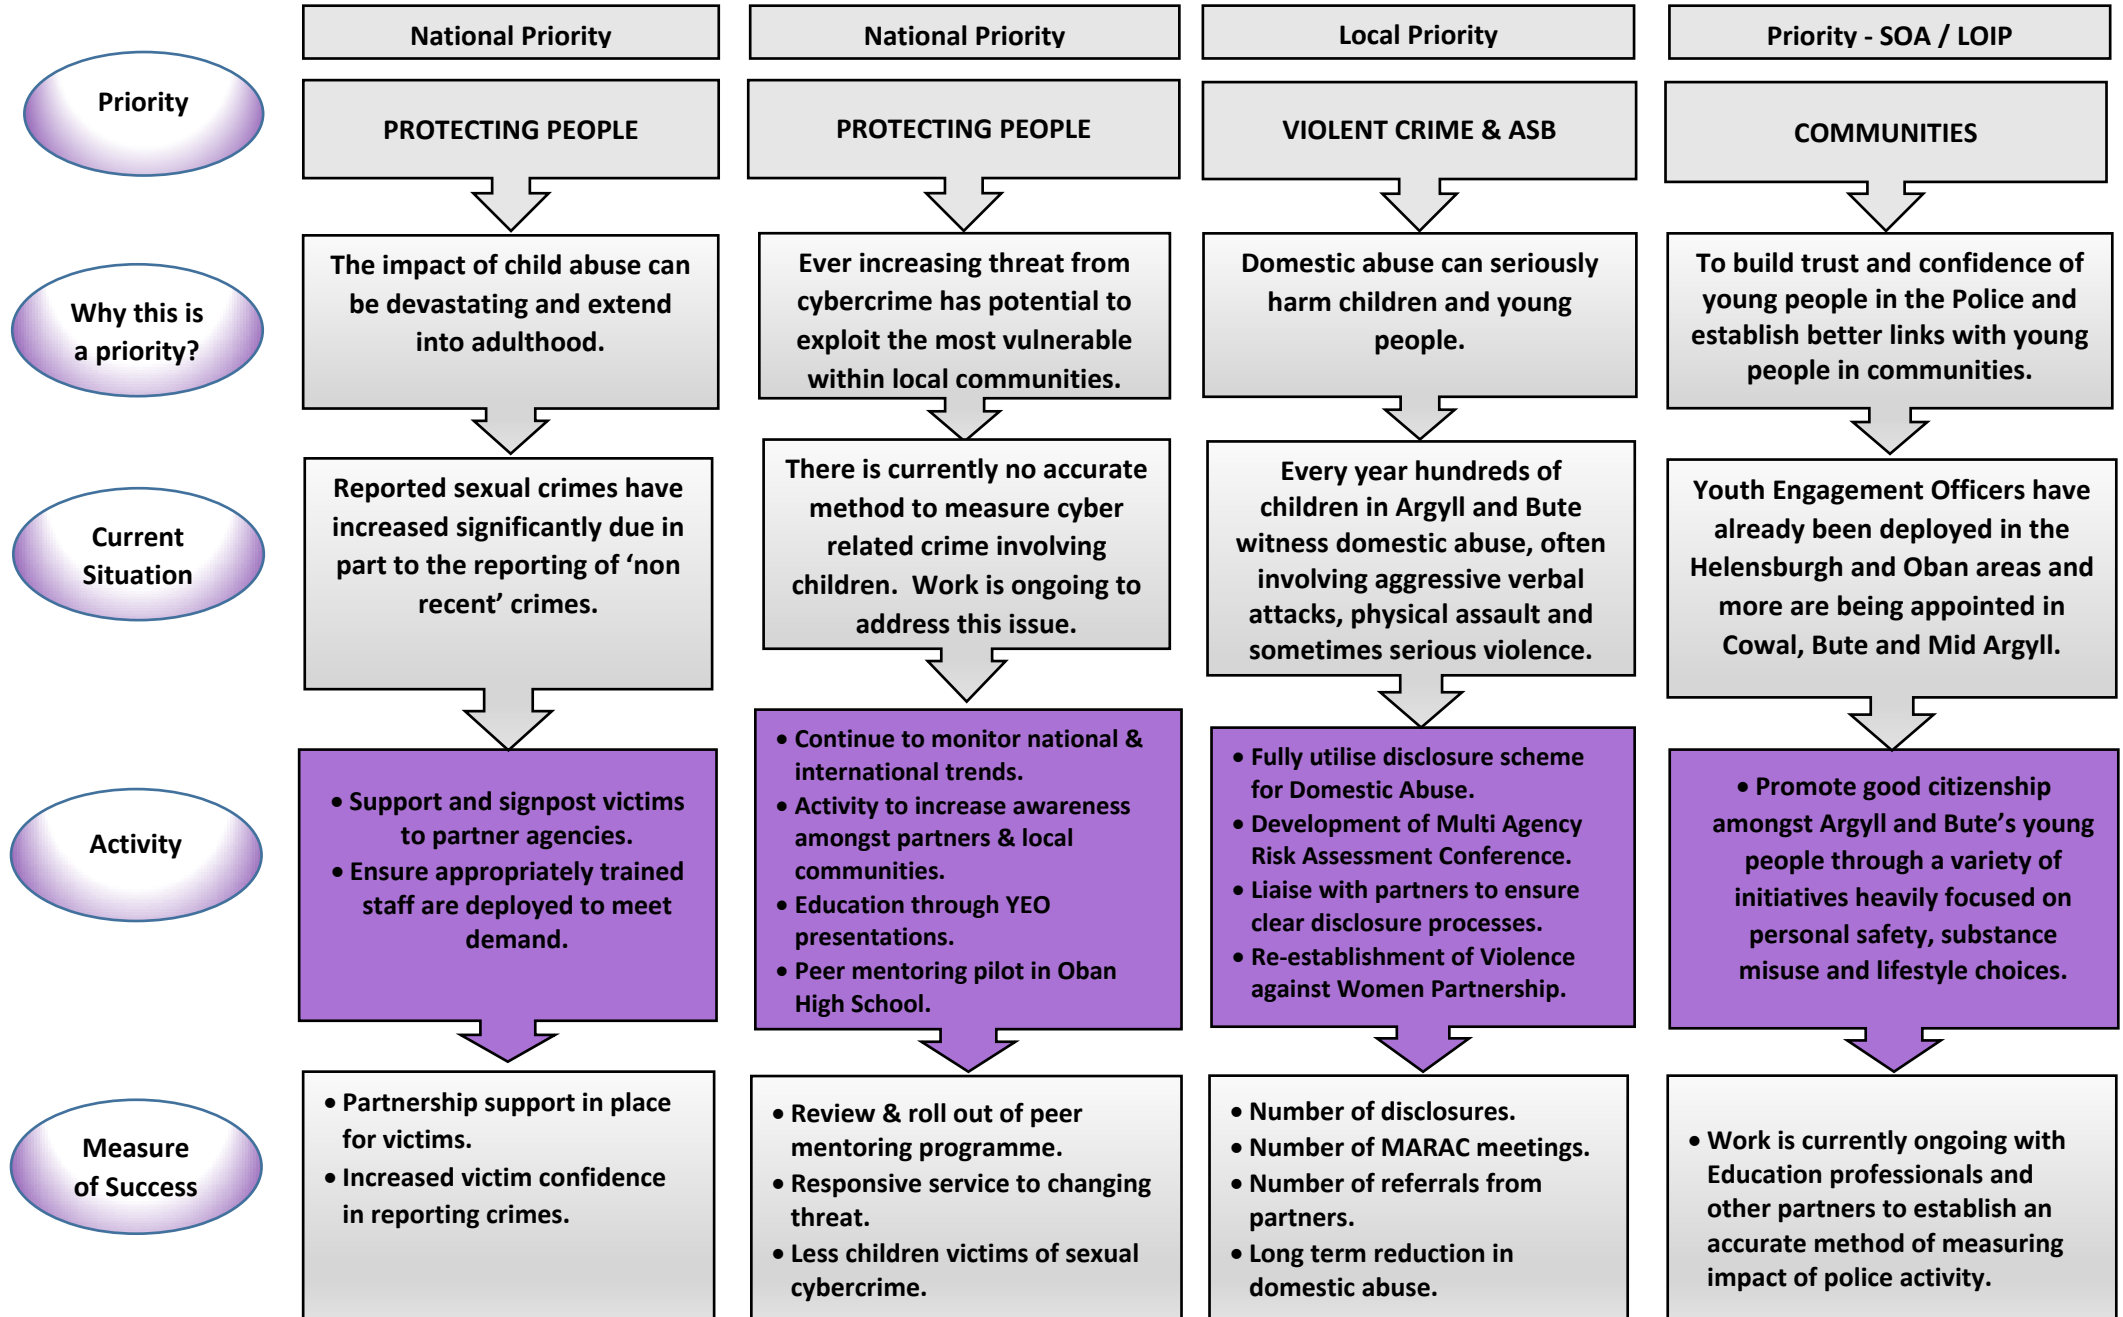 National Priority
National Priority
Local Priority
Priority - SOA / LOIP
Priority
PROTECTING PEOPLE
PROTECTING PEOPLE
VIOLENT CRIME & ASB
COMMUNITIES
Why this is
a priority?
The impact of child abuse can
be devastating and extend
into adulthood.
Ever increasing threat from
cybercrime has potential to
exploit the most vulnerable
within local communities.
Domestic abuse can seriously
harm children and young
people.
To build trust and confidence of
young people in the Police and
establish better links with young
people in communities.
Current
Situation
Reported sexual crimes have
increased significantly due in
part to the reporting of ‘non
recent’ crimes.
There is currently no accurate
method to measure cyber
related crime involving
children.  Work is ongoing to
address this issue.
Every year hundreds of
children in Argyll and Bute
witness domestic abuse, often
involving aggressive verbal
attacks, physical assault and
sometimes serious violence.
Youth Engagement Officers have
already been deployed in the
Helensburgh and Oban areas and
more are being appointed in
Cowal, Bute and Mid Argyll.
Activity
• Support and signpost victims
to partner agencies.
• Ensure appropriately trained
staff are deployed to meet
demand.
• Continue to monitor national &
international trends.
• Activity to increase awareness
amongst partners & local
communities.
• Education through YEO
presentations.
• Peer mentoring pilot in Oban
High School.
• Fully utilise disclosure scheme
for Domestic Abuse.
• Development of Multi Agency
Risk Assessment Conference.
• Liaise with partners to ensure
clear disclosure processes.
• Re-establishment of Violence
against Women Partnership.
• Promote good citizenship
amongst Argyll and Bute’s young
people through a variety of
initiatives heavily focused on
personal safety, substance
misuse and lifestyle choices.
Measure
of Success
• Partnership support in place
for victims.
• Increased victim confidence
in reporting crimes.
• Review & roll out of peer
mentoring programme.
• Responsive service to changing
threat.
• Less children victims of sexual
cybercrime.
• Number of disclosures.
• Number of MARAC meetings.
• Number of referrals from
partners.
• Long term reduction in
domestic abuse.
• Work is currently ongoing with
Education professionals and
other partners to establish an
accurate method of measuring
impact of police activity.